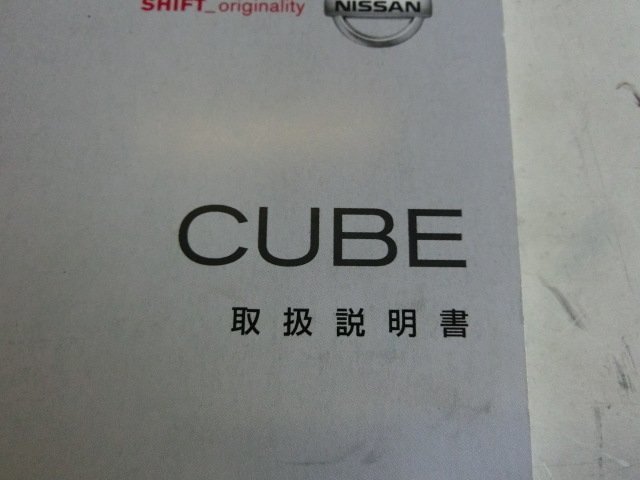 SHIFT_originality
NISSAN
CUBE
取扱説明書